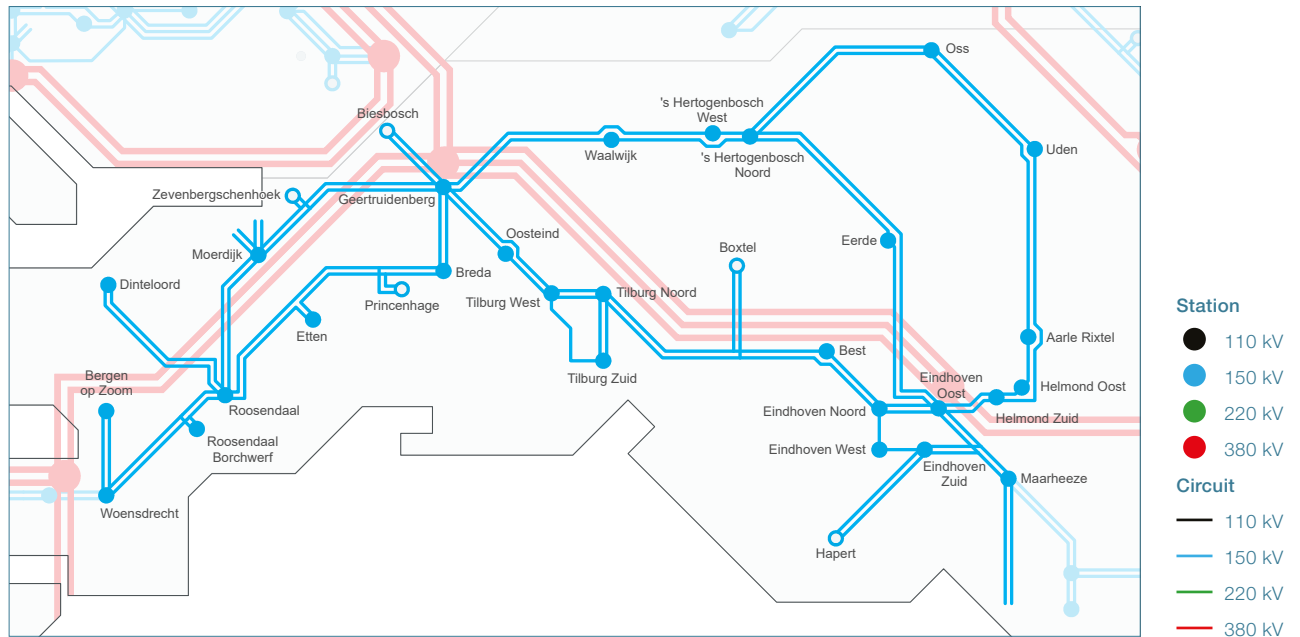 Oss
's Hertogenbosch
West
Biesbosch
Waalwijk
's Hertogenbosch
Noord
Uden
Zevenbergschenhoek
Geertruidenberg
Oosteind
Eerde
Boxtel
Moerdijk
Breda
Dinteloord
Princenhage
Tilburg West
Tilburg Noord
Etten
Aarle Rixtel
Best
Bergen
op Zoom
Tilburg Zuid
Eindhoven
Oost
Helmond Oost
Roosendaal
Eindhoven Noord
Helmond Zuid
Roosendaal
Borchwerf
Eindhoven West
Eindhoven
Zuid
Maarheeze
Woensdrecht
Hapert
Station
110 kV
150 kV
220 kV
380 kV
Circuit
110 kV
150 kV
220 kV
380 kV